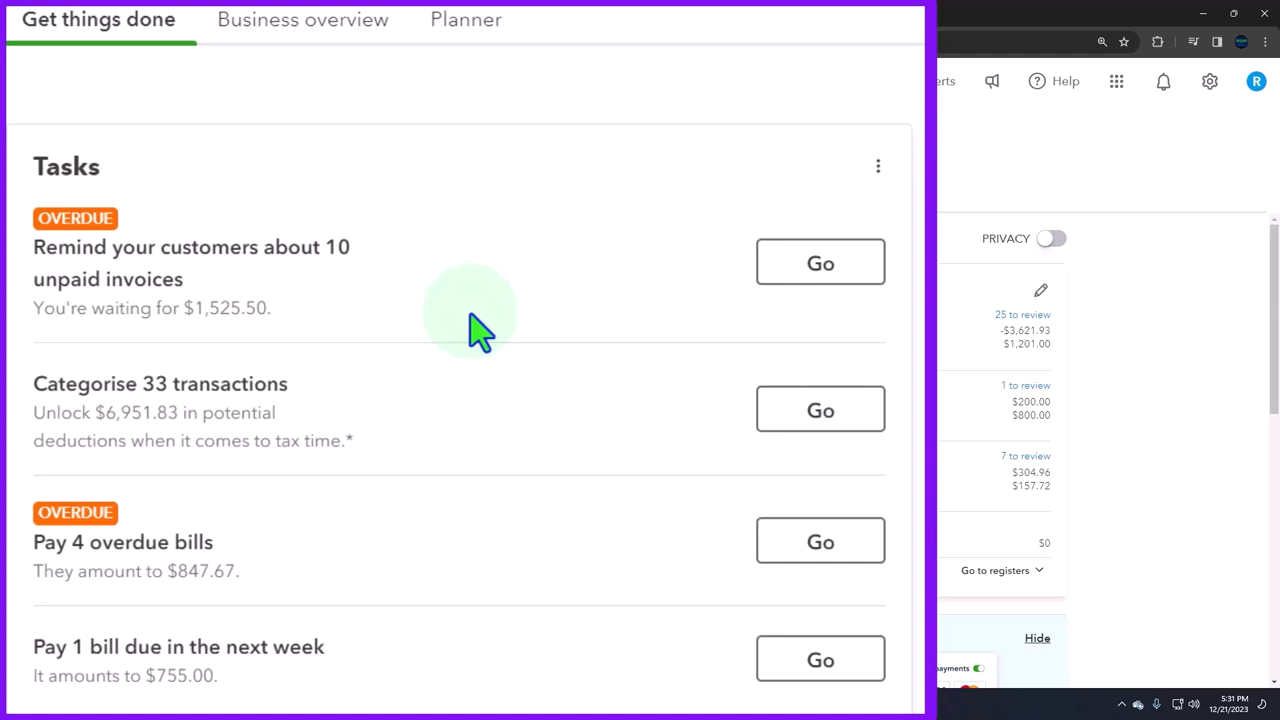 Get things done
Business overview
Planner
Tasks
OVERDUE
Remind your customers about 10
unpaid invoices
You're waiting for $1,525.50.
Go
Categorise 33 transactions
Unlock $6,951.83 in potential
deductions when it comes to tax time.*
Go
OVERDUE
Pay 4 overdue bills
They amount to $847.67.
Go
Pay 1 bill due in the next week
It amounts to $755.00.
Go
erts
Help
R
PRIVACY
25 to review
-$3,621.93
$1,201.00
1 to review
$200.00
$800.00
7 to review
$304.96
$157.72
$0
Go to registers
Hide
payments
5:31 PM
12/21/2023